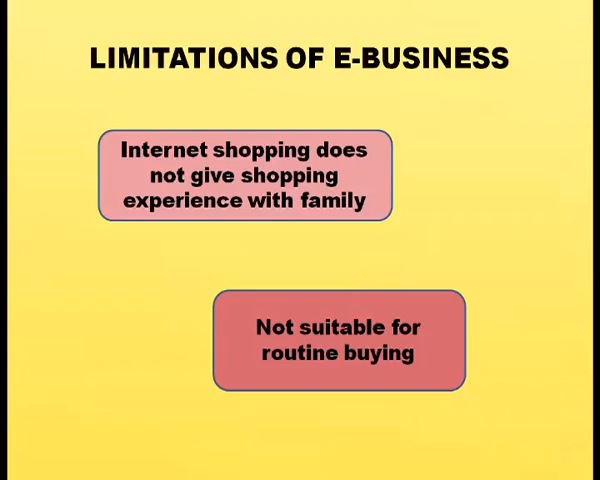 LIMITATIONS OF E-BUSINESS
Internet shopping does
not give shopping
experience with family
Not suitable for
routine buying